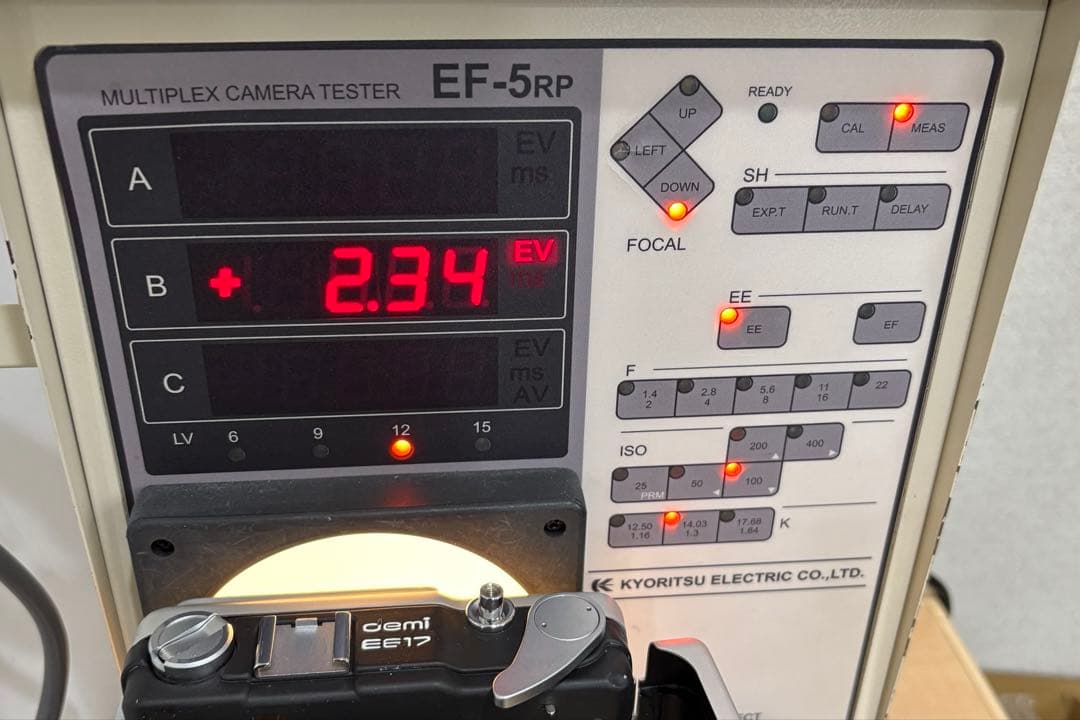 MULTIPLEX CAMERA TESTER EF-5RP
A EV
ms
B + 2.34 EV
ms
C EV
ms
AV
LV 6 9 12 15
UP
LEFT
DOWN
FOCAL
READY
CAL MEAS
SH
EXP.T RUN.T DELAY
EE
EE EF
F
1.4 2.8 5.6 11 22
2 4 8 16
ISO
200 400
25 50 100
PRM
12.50 14.03 17.68 K
1.16 1.3 1.64
KYORITSU ELECTRIC CO.,LTD.
demi
EE17